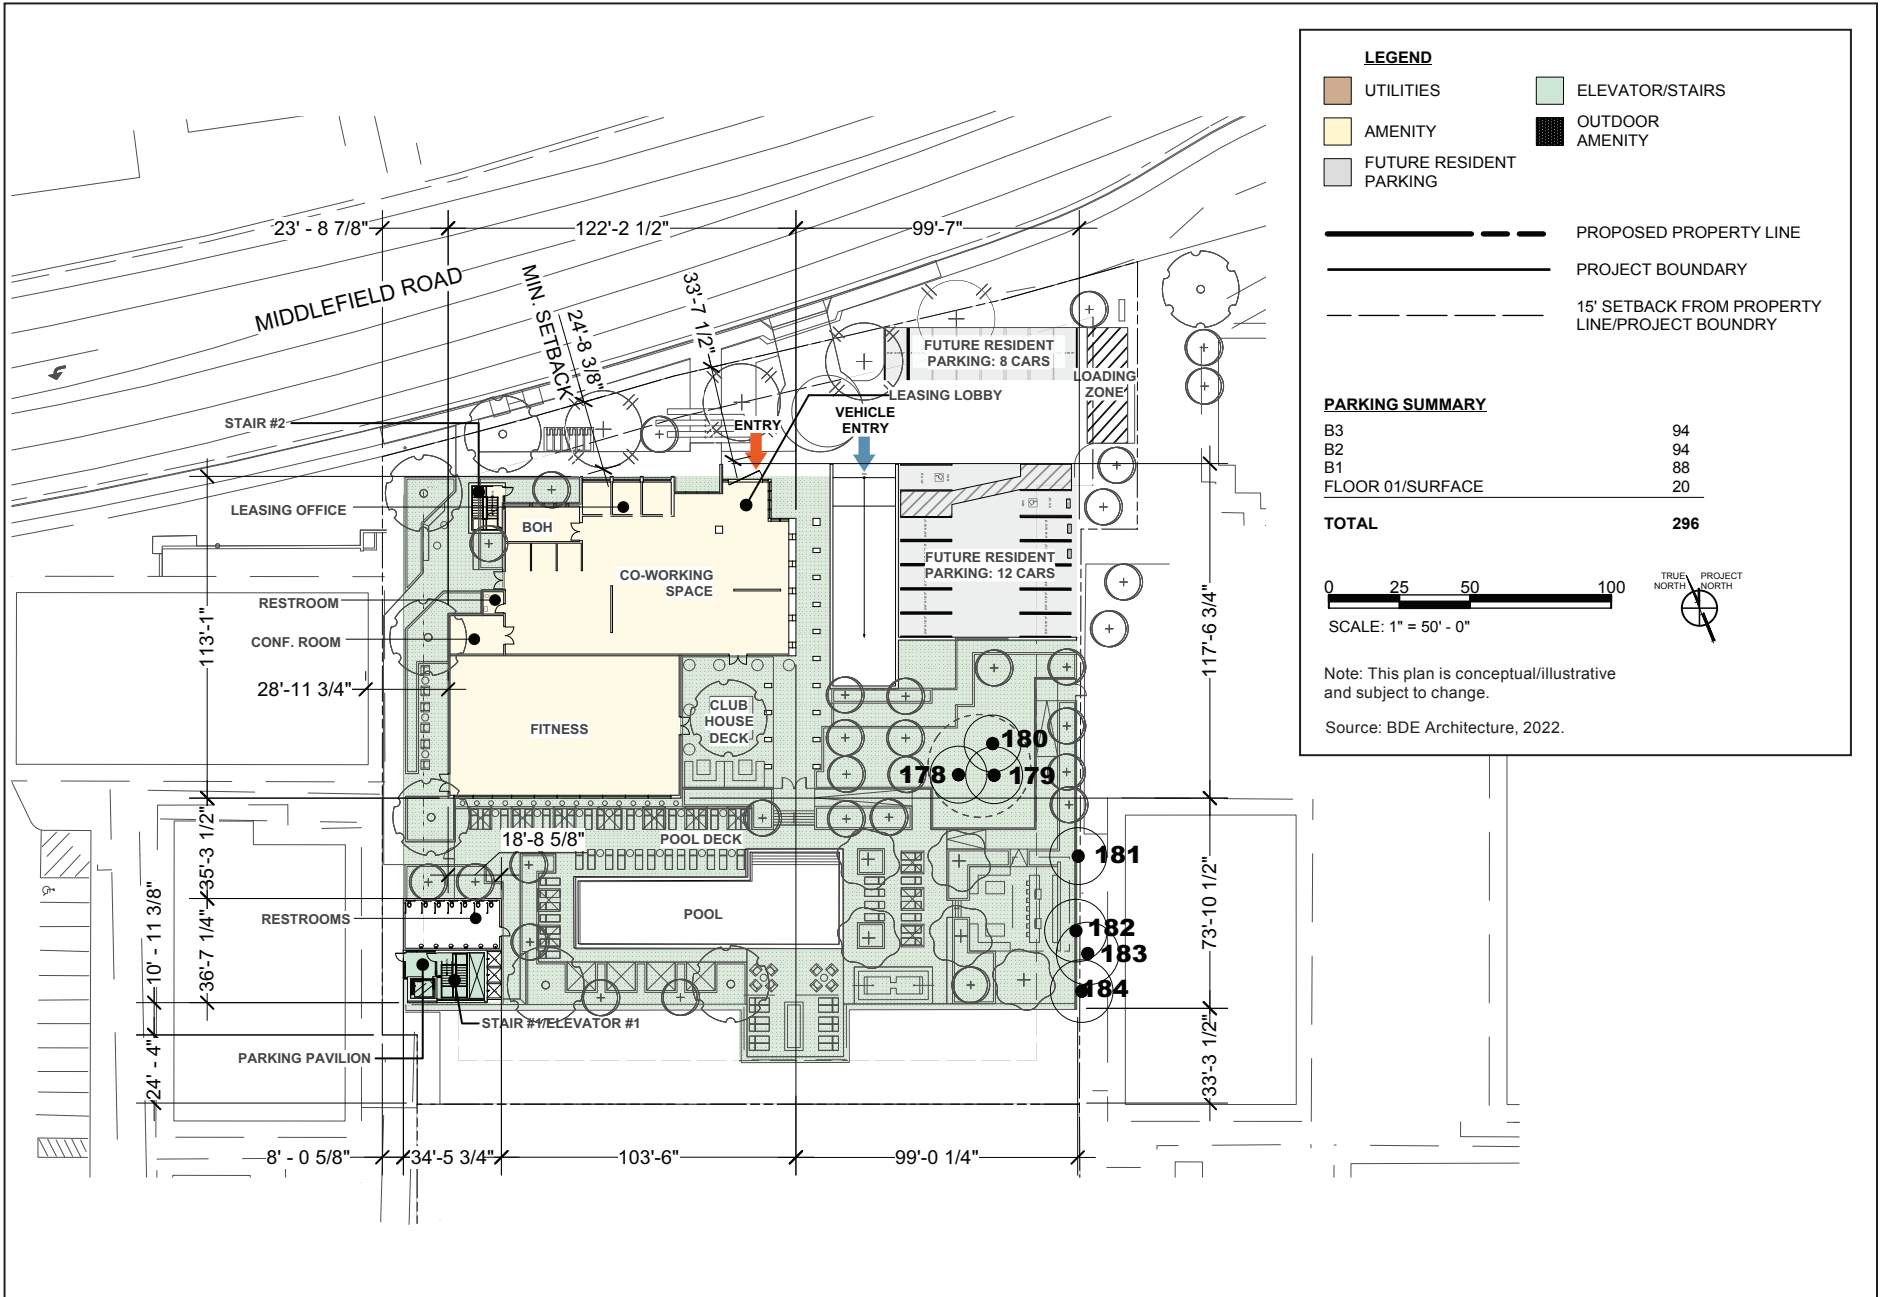 LEGEND
UTILITIES
ELEVATOR/STAIRS
AMENITY
OUTDOOR
AMENITY
FUTURE RESIDENT
PARKING
PROPOSED PROPERTY LINE
PROJECT BOUNDARY
15' SETBACK FROM PROPERTY
LINE/PROJECT BOUNDRY
PARKING SUMMARY
B3 94
B2 94
B1 88
FLOOR 01/SURFACE 20
TOTAL 296
0 25 50 100
SCALE: 1" = 50' - 0"
TRUE NORTH
PROJECT NORTH
Note: This plan is conceptual/illustrative
and subject to change.
Source: BDE Architecture, 2022.
23' - 8 7/8"
122'-2 1/2"
99'-7"
MIDDLEFIELD ROAD
MIN. SETBACK
24'-8 3/8"
33'-7 1/2"
FUTURE RESIDENT
PARKING: 8 CARS
LOADING
ZONE
LEASING LOBBY
VEHICLE
ENTRY
ENTRY
STAIR #2
LEASING OFFICE
BOH
CO-WORKING
SPACE
FUTURE RESIDENT
PARKING: 12 CARS
RESTROOM
CONF. ROOM
113'-1"
117'-6 3/4"
28'-11 3/4"
FITNESS
CLUB
HOUSE
DECK
180
178
179
18'-8 5/8"
POOL DECK
181
35'-3 1/2"
10' - 11 3/8"
36'-7 1/4"
RESTROOMS
POOL
182
183
184
73'-10 1/2"
STAIR #1/ELEVATOR #1
PARKING PAVILION
24' - 4"
33'-3 1/2"
8' - 0 5/8"
34'-5 3/4"
103'-6"
99'-0 1/4"